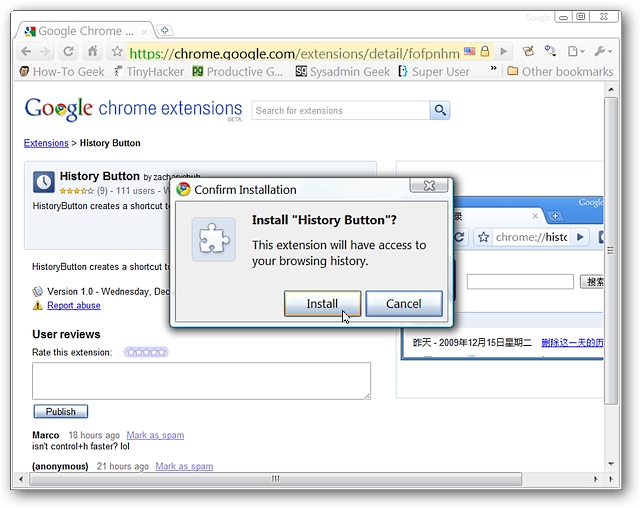 Google
Google Chrome ...
https://chrome.google.com/extensions/detail/fofpnhm
How-To Geek TinyHacker Productive G... Sysadmin Geek Super User » Other bookmarks
Google chrome extensions
BETA
Search for extensions
Extensions > History Button
History Button by zacharyshub
(9) - 111 users -
HistoryButton creates a shortcut t
HistoryButton creates a shortcut t
Version 1.0 - Wednesday, Dec
Report abuse
User reviews
Rate this extension:
Publish
Marco 18 hours ago Mark as spam
isn't control+h faster? lol
(anonymous) 21 hours ago Mark as spam
Confirm Installation
Install "History Button"?
This extension will have access to
your browsing history.
Install Cancel
Google
录
chrome://histo
搜索
昨天 - 2009年12月15日星期二 删除这一天的历